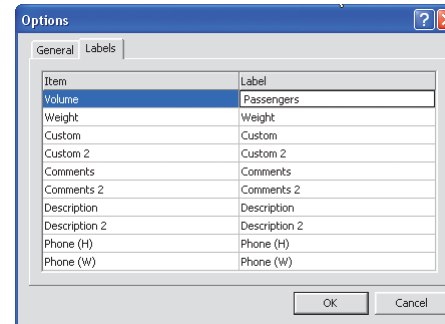 Options
General Labels
Item Label
Volume Passengers
Weight Weight
Custom Custom
Custom 2 Custom 2
Comments Comments
Comments 2 Comments 2
Description Description
Description 2 Description 2
Phone (H) Phone (H)
Phone (W) Phone (W)
OK Cancel